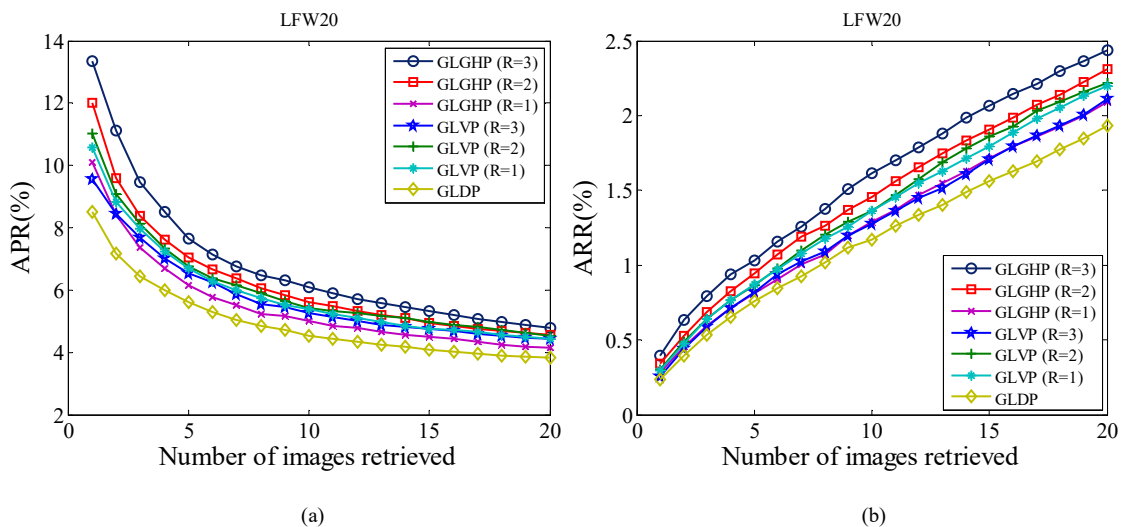 LFW20
14
12
10
8
6
4
2
0
5
10
15
20
APR(%)
Number of images retrieved
GLGHP (R=3)
GLGHP (R=2)
GLGHP (R=1)
GLVP (R=3)
GLVP (R=2)
GLVP (R=1)
GLDP
(a)
LFW20
2.5
2
1.5
1
0.5
0
0
5
10
15
20
ARR(%)
Number of images retrieved
GLGHP (R=3)
GLGHP (R=2)
GLGHP (R=1)
GLVP (R=3)
GLVP (R=2)
GLVP (R=1)
GLDP
(b)